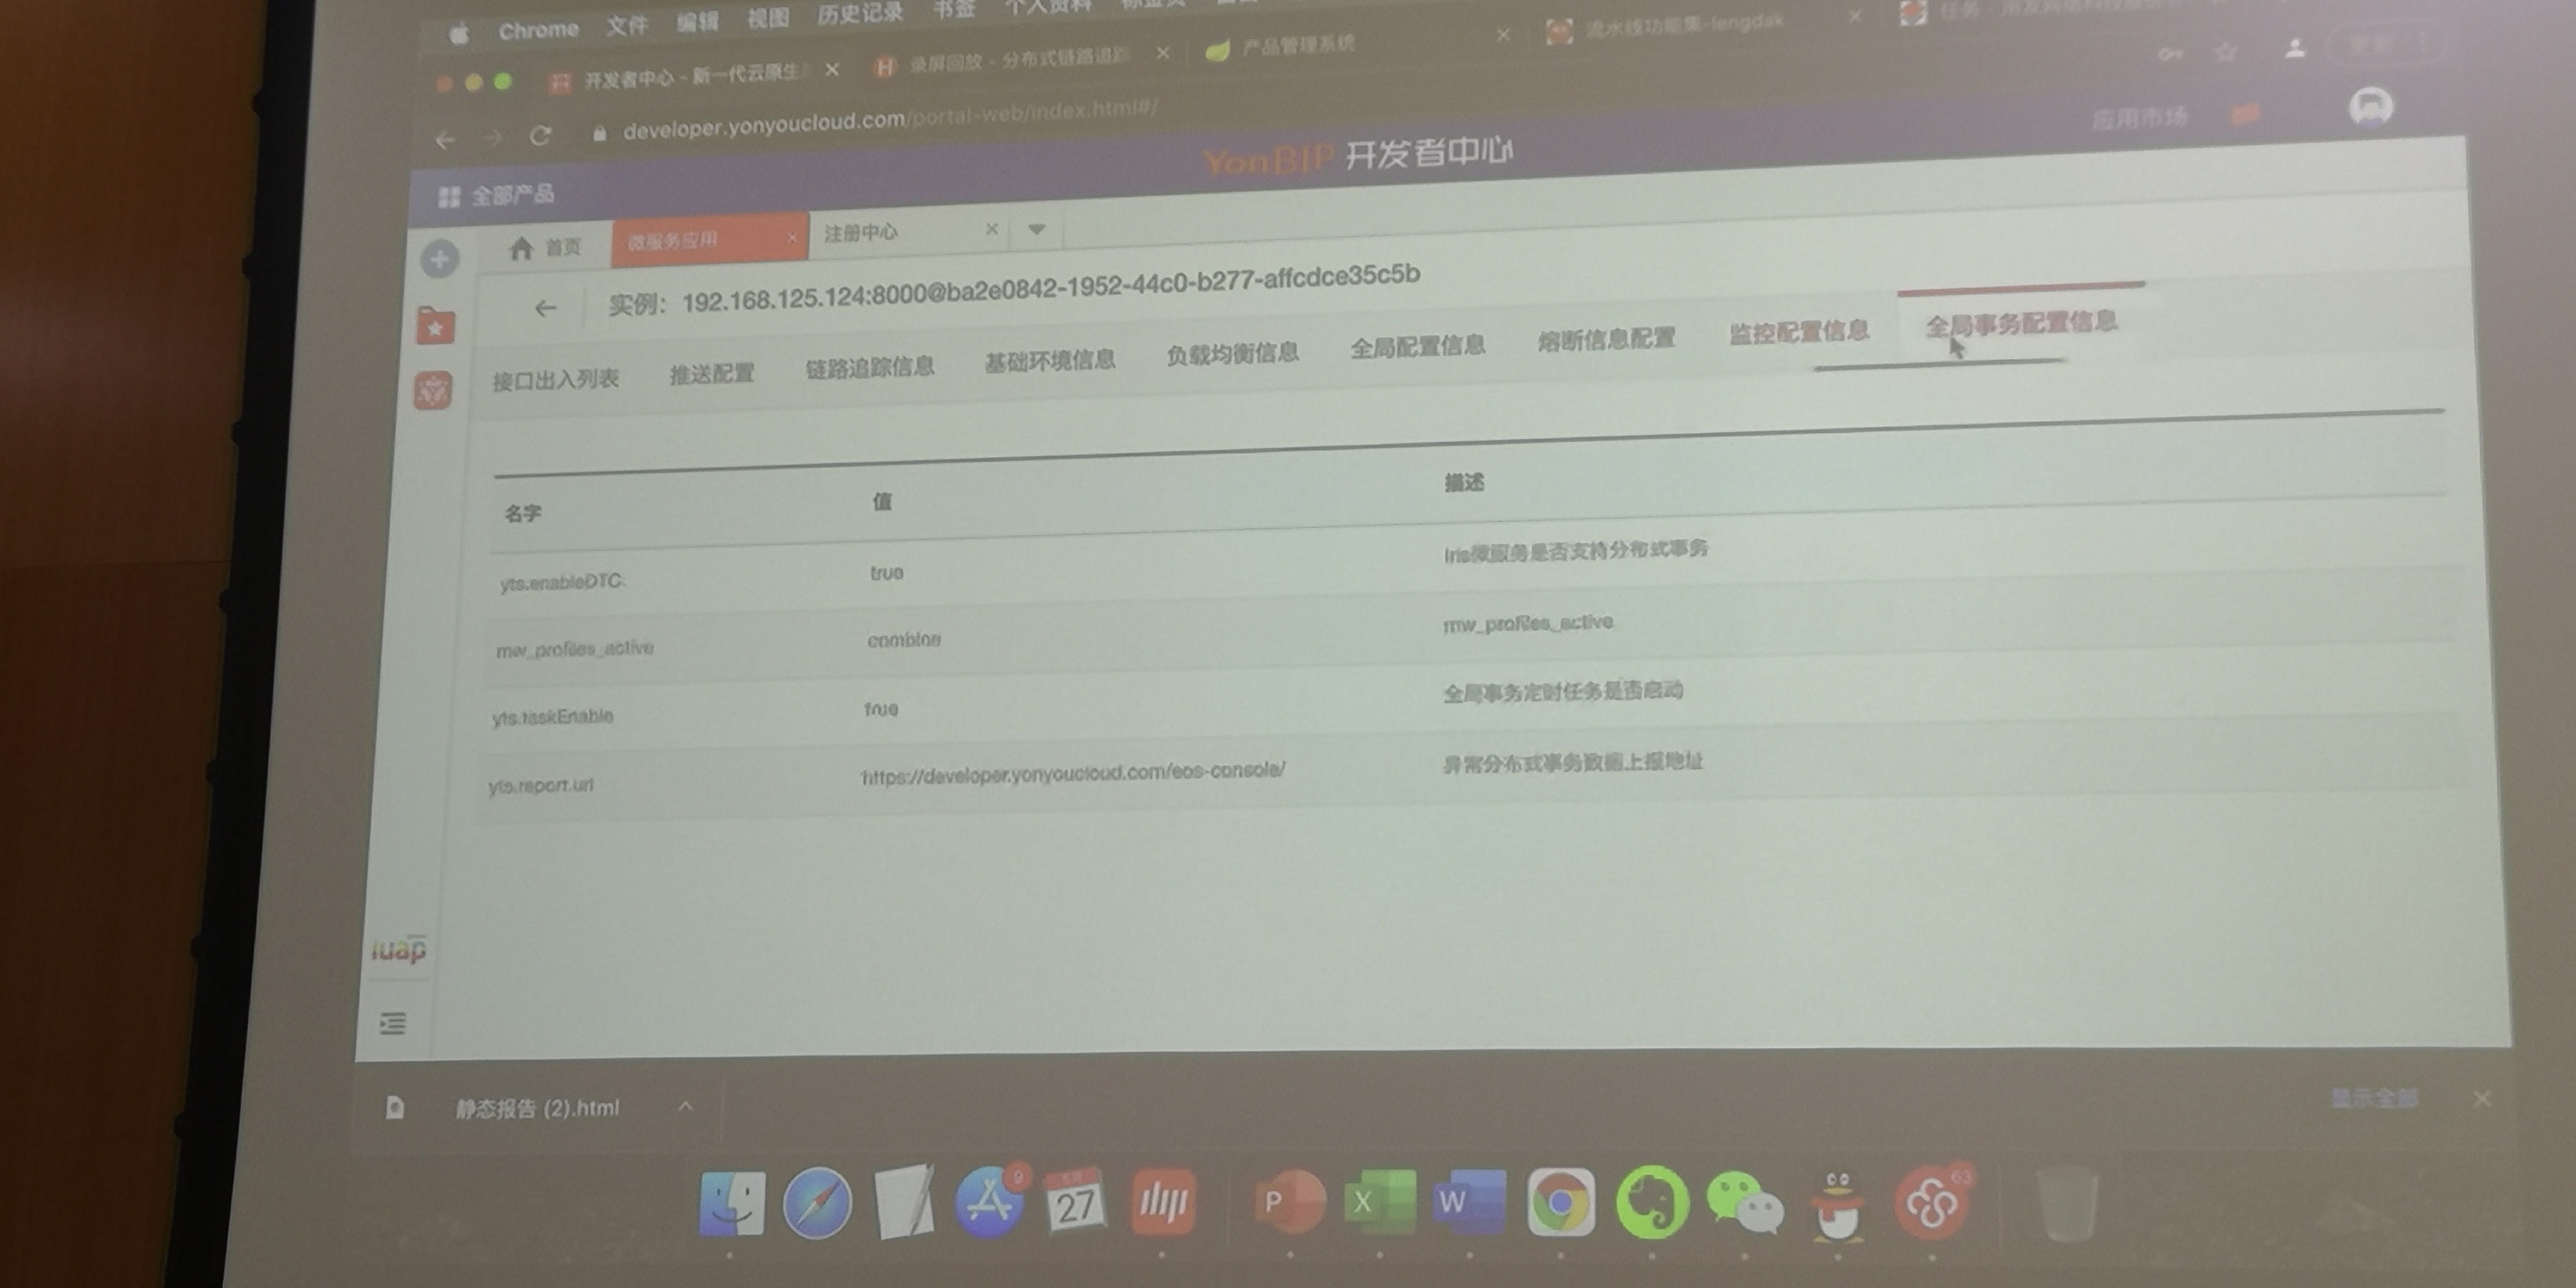 Chrome 文件 编辑 视图 历史记录 书签 个人资料
开发者中心 - 新一代云原生 录屏回放 - 分布式链路追踪 产品管理系统 流水线功能集-fengdak
developer.yonyoucloud.com/portal-web/index.html#/
全部产品 YonBIP 开发者中心 应用市场
首页 微服务应用 注册中心
实例：192.168.125.124:8000@ba2e0842-1952-44c0-b277-affcdce35c5b
接口出入列表 推送配置 链路追踪信息 基础环境信息 负载均衡信息 全局配置信息 熔断信息配置 监控配置信息 全局事务配置信息
名字 值 描述
yts.enableDTC: true Iris微服务是否支持分布式事务
mw_profiles_active combine mw_profiles_active
yts.taskEnable true 全局事务定时任务是否启动
yts.report.url https://developer.yonyoucloud.com/eos-console/ 异常分布式事务数据上报地址
iuap
静态报告 (2).html 显示全部
9 27 P X W 63